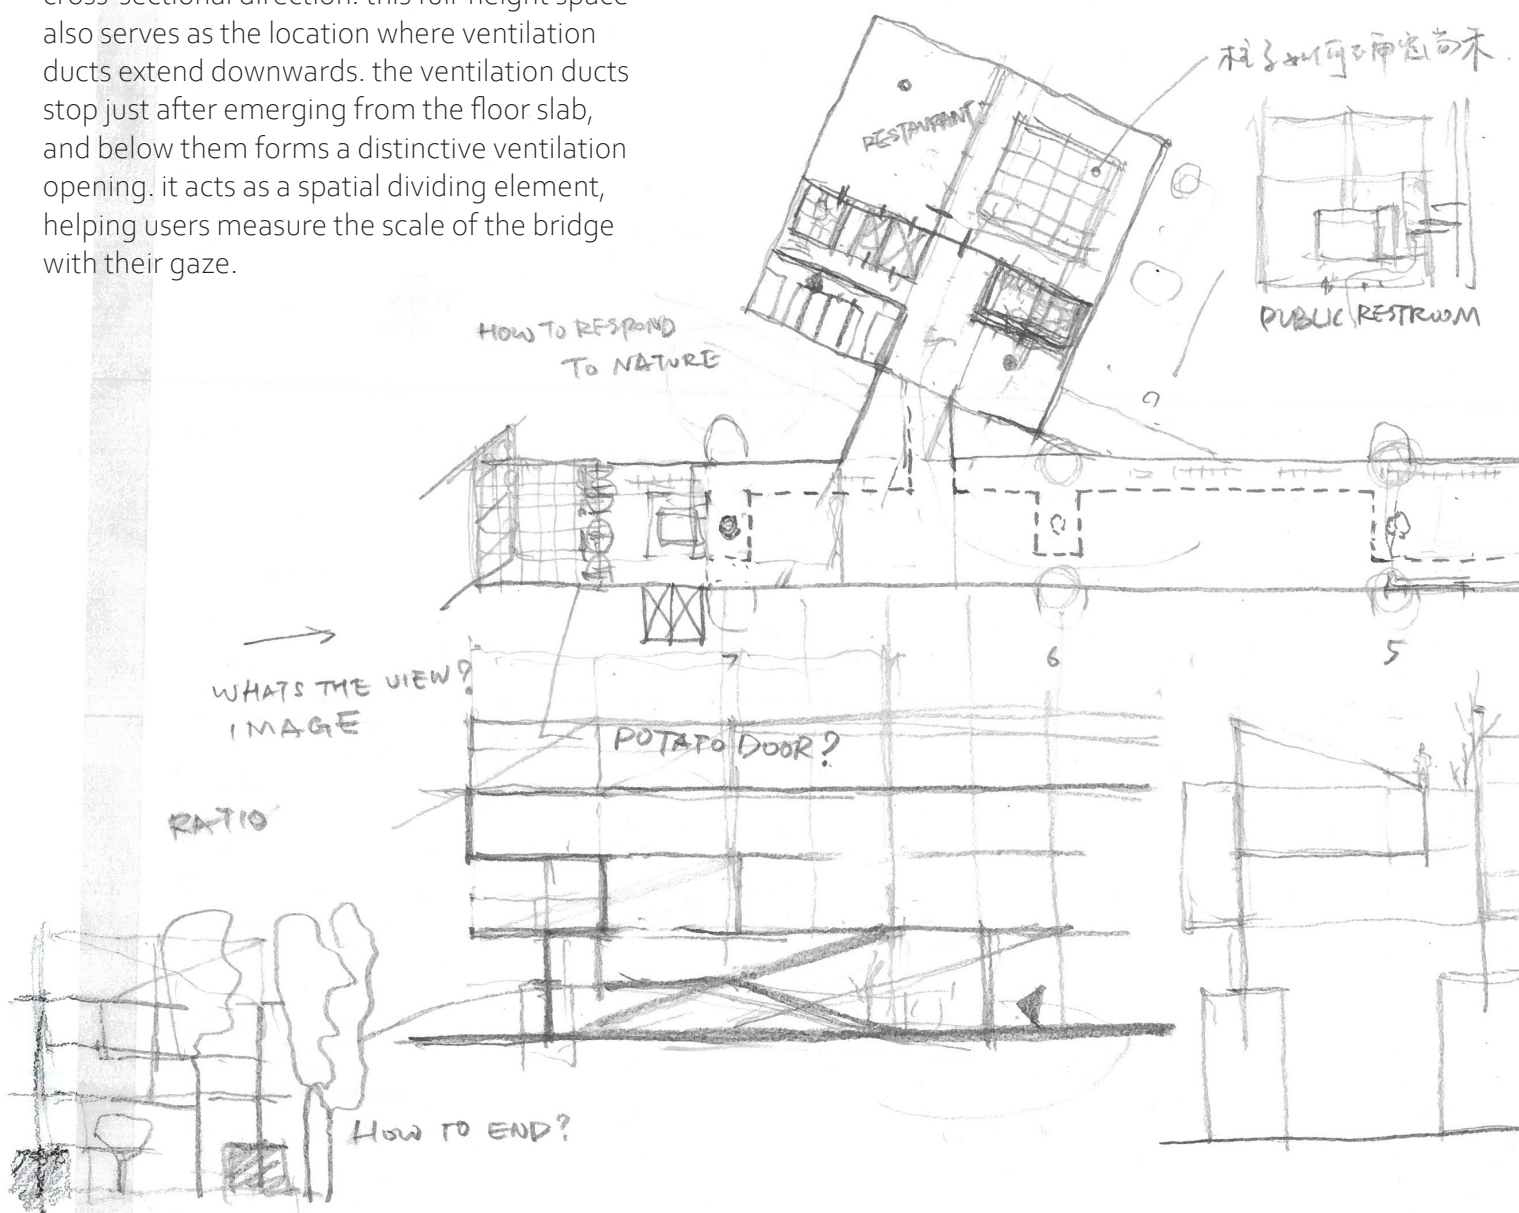 cross-sectional direction. this full-height space
also serves as the location where ventilation
ducts extend downwards. the ventilation ducts
stop just after emerging from the floor slab,
and below them forms a distinctive ventilation
opening. it acts as a spatial dividing element,
helping users measure the scale of the bridge
with their gaze.
柱子如何
RESTAURANT
PUBLIC RESTROOM
HOW TO RESPOND
TO NATURE
7
6
5
WHATS THE VIEW?
IMAGE
POTATO DOOR?
RATIO
HOW TO END?